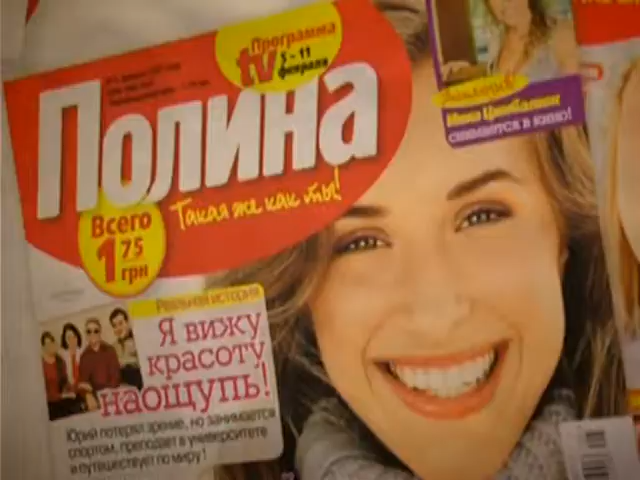 Программа
tv 5-11
февраля
Полина
Такая же как ты!
Всего
1 75
грн
снимается в кино!
Реальная история
Я вижу
красоту
наощупь!
Юрий потерял зрение, но занимается
спортом, преподает в университете
и путешествует по миру!